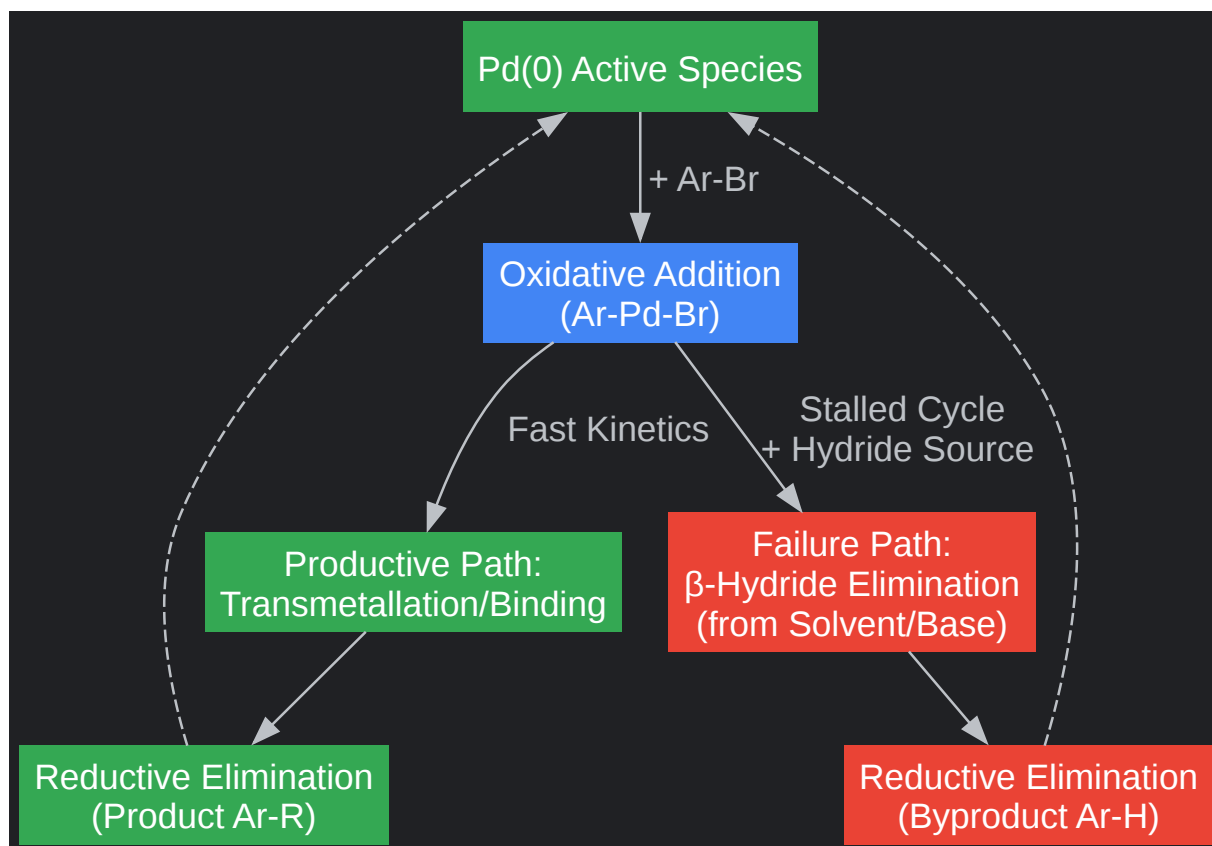 Pd(0) Active Species
+ Ar-Br
Oxidative Addition
(Ar-Pd-Br)
Fast Kinetics
Stalled Cycle
+ Hydride Source
Productive Path:
Transmetallation/Binding
Failure Path:
β-Hydride Elimination
(from Solvent/Base)
Reductive Elimination
(Product Ar-R)
Reductive Elimination
(Byproduct Ar-H)